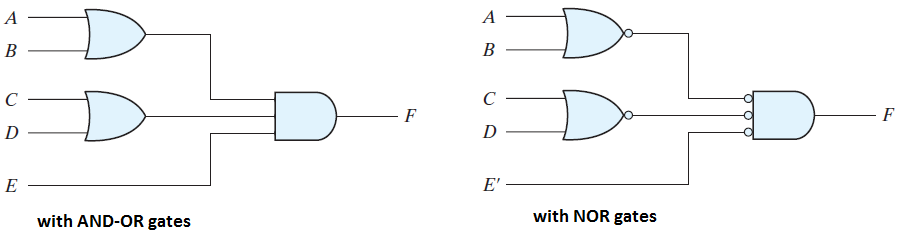 A
B
C
D
E
F
with AND-OR gates
A
B
C
D
E'
F
with NOR gates